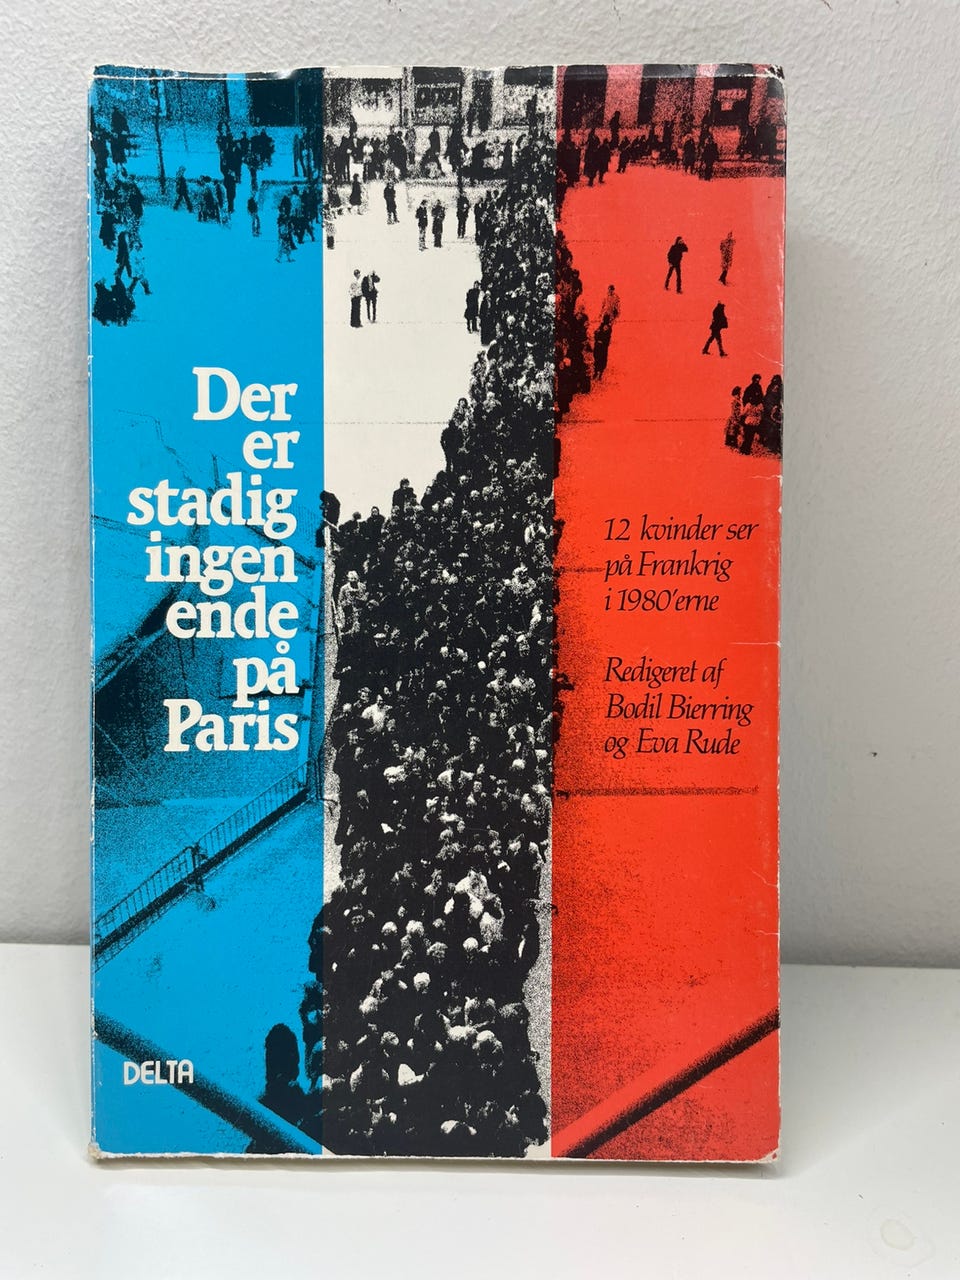 Der
er
stadig
ingen
ende
på
Paris
12 kvinder ser
på Frankrig
i 1980'erne
Redigeret af
Bodil Bierring
og Eva Rude
DELTA